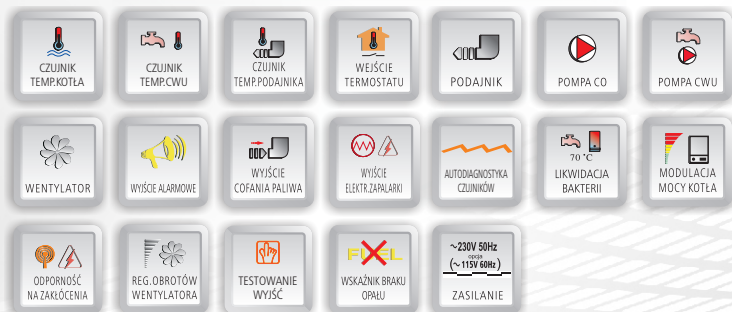 CZUJNIK
TEMP.KOTŁA
CZUJNIK
TEMP.CWU
CZUJNIK
TEMP.PODAJNIKA
WEJŚCIE
TERMOSTATU
PODAJNIK
POMPA CO
POMPA CWU
WENTYLATOR
WYJŚCIE ALARMOWE
WYJŚCIE
COFANIA PALIWA
WYJŚCIE
ELEKTR.ZAPALARKI
AUTODIAGNOSTYKA
CZUJNIKÓW
70 °C
LIKWIDACJA
BAKTERII
MODULACJA
MOCY KOTŁA
ODPORNOŚĆ
NA ZAKŁÓCENIA
REG.OBROTÓW
WENTYLATORA
TESTOWANIE
WYJŚĆ
FUEL
WSKAŹNIK BRAKU
OPAŁU
~230V 50Hz
opcja
(~115V 60Hz)
ZASILANIE